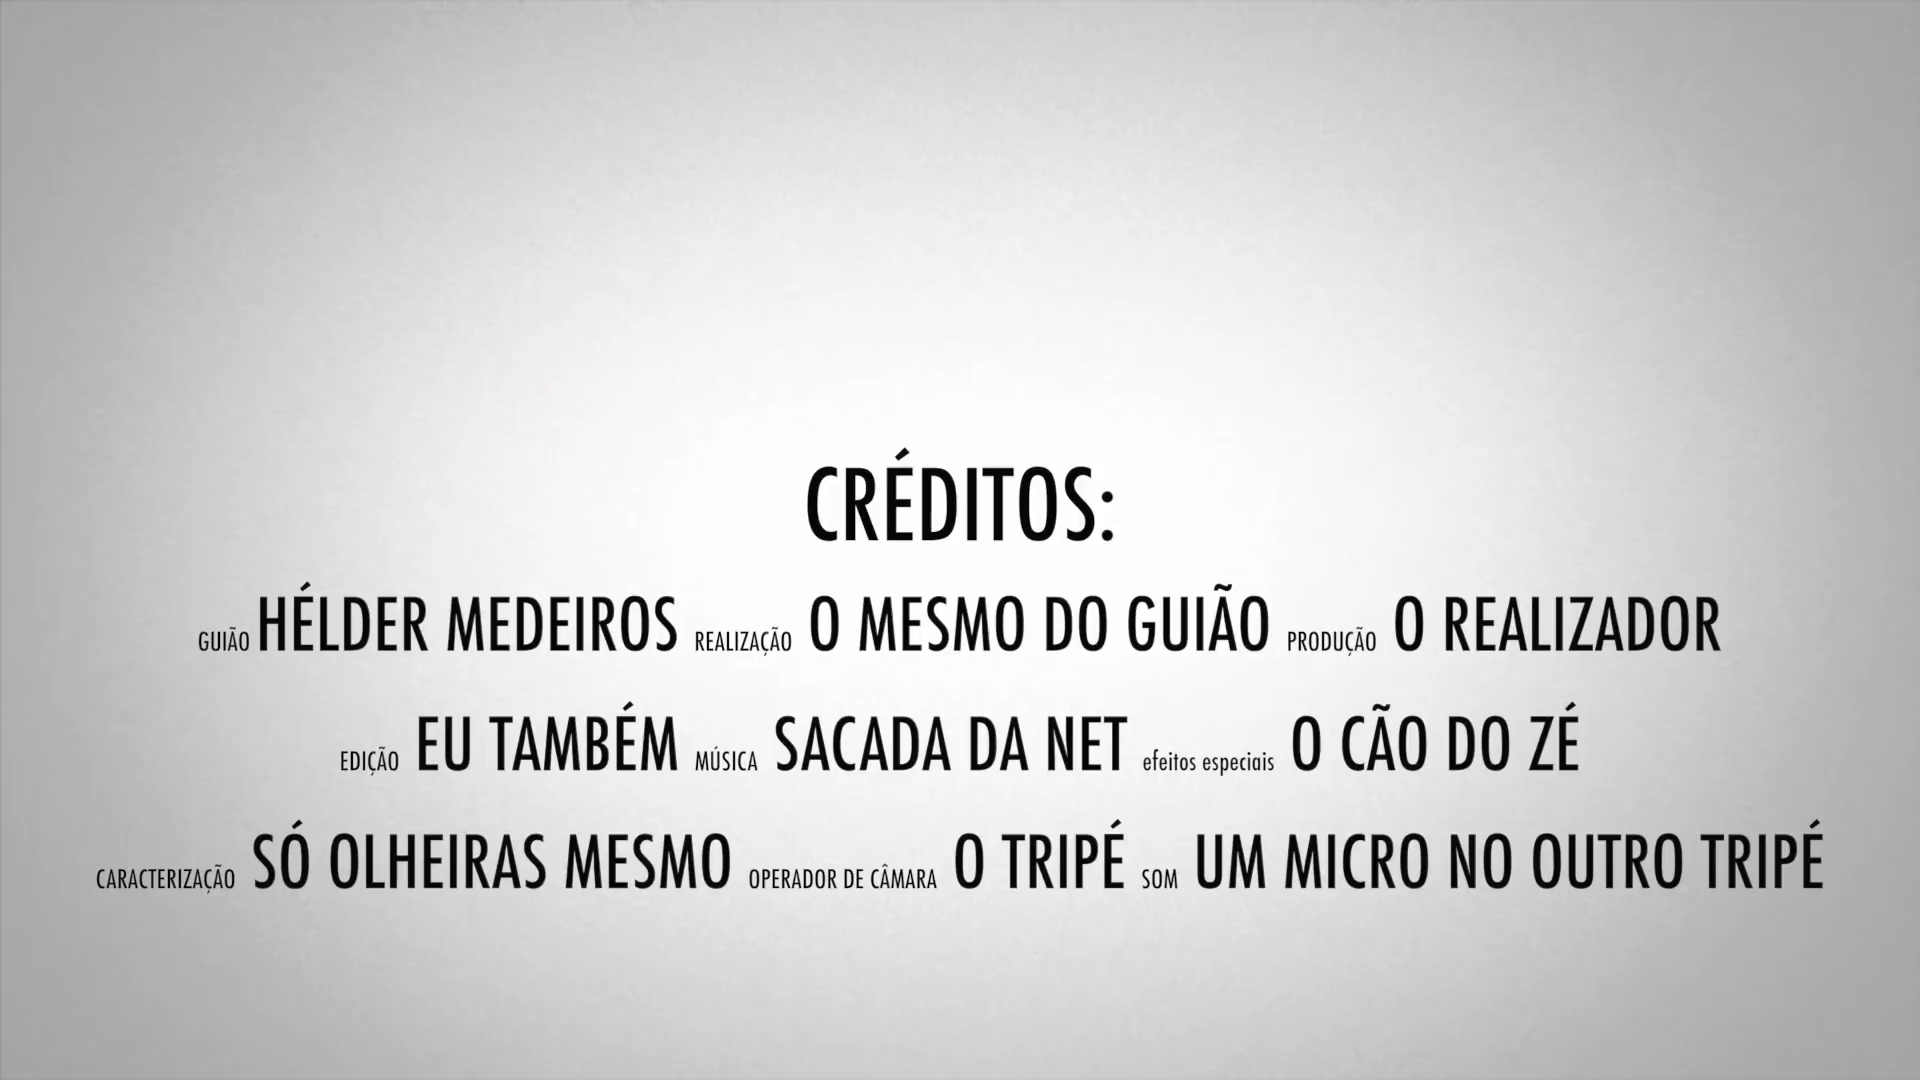 CRÉDITOS:
GUIÃO HÉLDER MEDEIROS REALIZAÇÃO O MESMO DO GUIÃO PRODUÇÃO O REALIZADOR
EDIÇÃO EU TAMBÉM MÚSICA SACADA DA NET efeitos especiais O CÃO DO ZÉ
CARACTERIZAÇÃO SÓ OLHEIRAS MESMO OPERADOR DE CÂMARA O TRIPÉ SOM UM MICRO NO OUTRO TRIPÉ